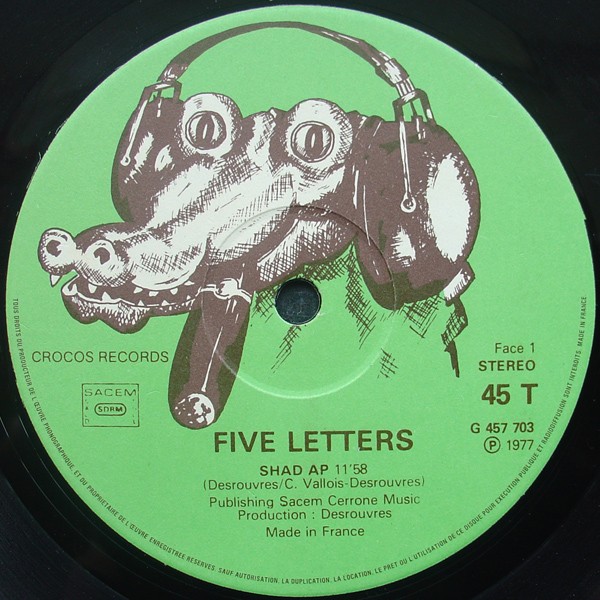 CROCOS RECORDS
SACEM
SDRM
Face 1
STEREO
45 T
G 457 703
Ⓟ 1977
FIVE LETTERS
SHAD AP 11'58
(Desrouvres/C. Vallois-Desrouvres)
Publishing Sacem Cerrone Music
Production : Desrouvres
Made in France
TOUS DROITS DU PRODUCTEUR DE L'ŒUVRE PHONOGRAPHIQUE, ET DU PROPRIETAIRE DE L'ŒUVRE ENREGISTREE RESERVES. SAUF AUTORISATION, LA DUPLICATION, LA LOCATION, LE PRET OU L'UTILISATION DE CE DISQUE POUR EXECUTION PUBLIQUE ET RADIODIFFUSION SONT INTERDITS. MADE IN FRANCE